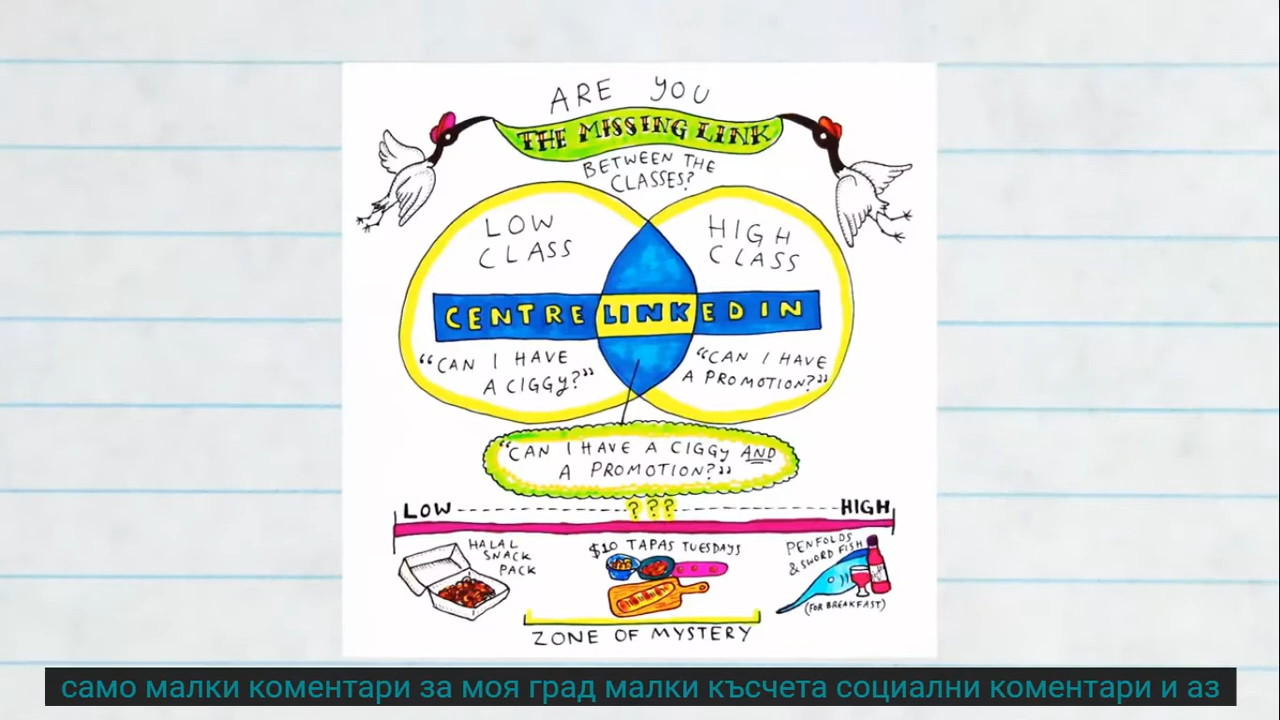 ARE YOU
THE MISSING LINK
BETWEEN THE
CLASSES?
LOW
CLASS
HIGH
CLASS
CENTRELINKEDIN
"CAN I HAVE
A CIGGY?"
"CAN I HAVE
A PROMOTION?"
"CAN I HAVE A CIGGY AND
A PROMOTION?"
LOW
???
HIGH
HALAL
SNACK
PACK
$10 TAPAS TUESDAYS
PENFOLDS
& SWORD FISH
(FOR BREAKFAST)
ZONE OF MYSTERY
само малки коментари за моя град малки късчета социални коментари и аз